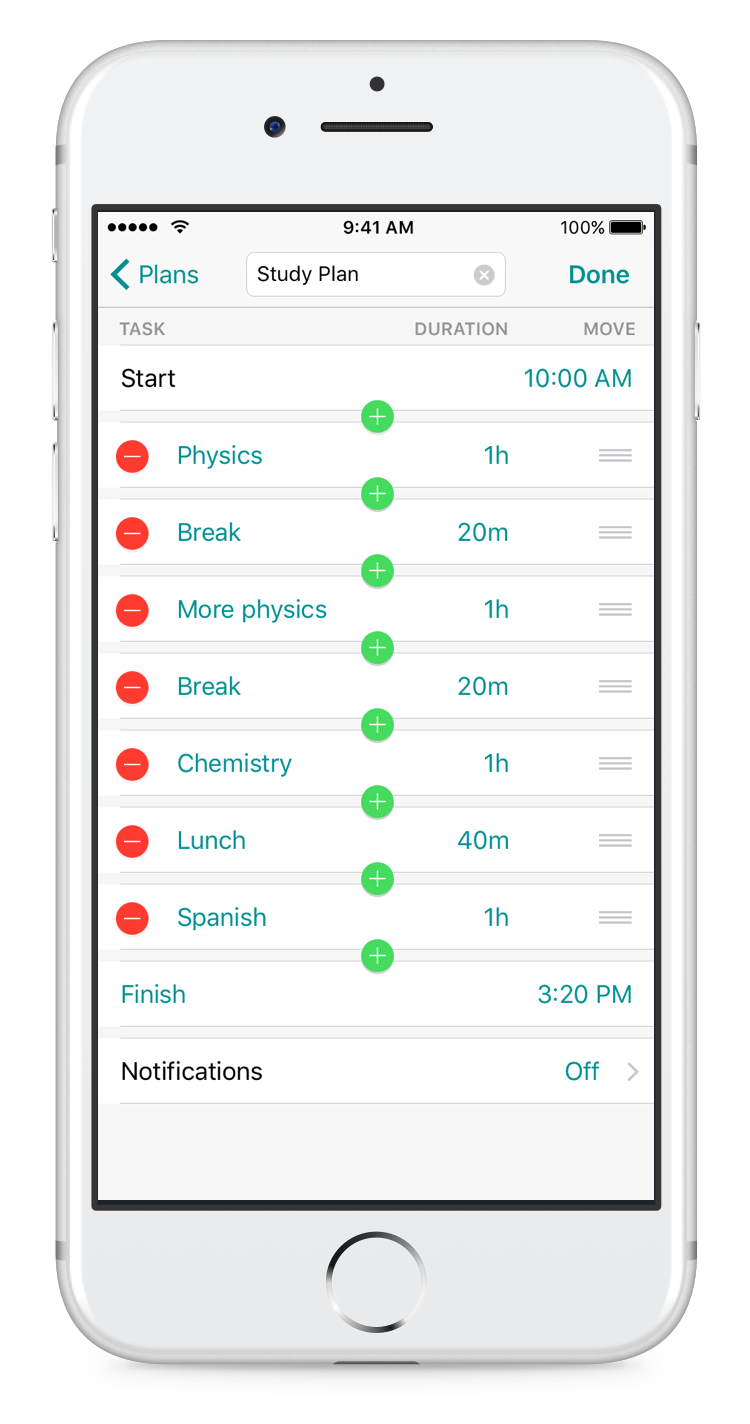 9:41 AM 100%
Plans Study Plan Done
TASK DURATION MOVE
Start 10:00 AM
Physics 1h
Break 20m
More physics 1h
Break 20m
Chemistry 1h
Lunch 40m
Spanish 1h
Finish 3:20 PM
Notifications Off